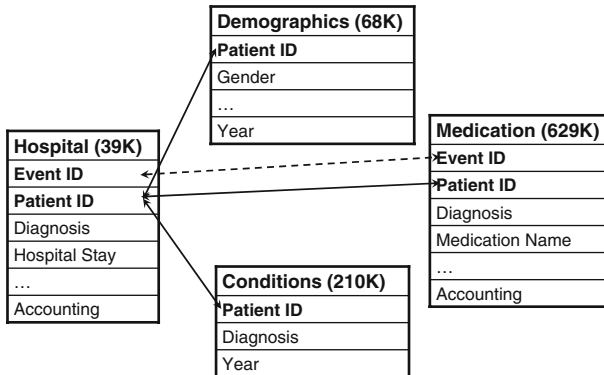 Demographics (68K)
Patient ID
Gender
…
Year
Hospital (39K)
Event ID
Patient ID
Diagnosis
Hospital Stay
…
Accounting
Medication (629K)
Event ID
Patient ID
Diagnosis
Medication Name
…
Accounting
Conditions (210K)
Patient ID
Diagnosis
Year